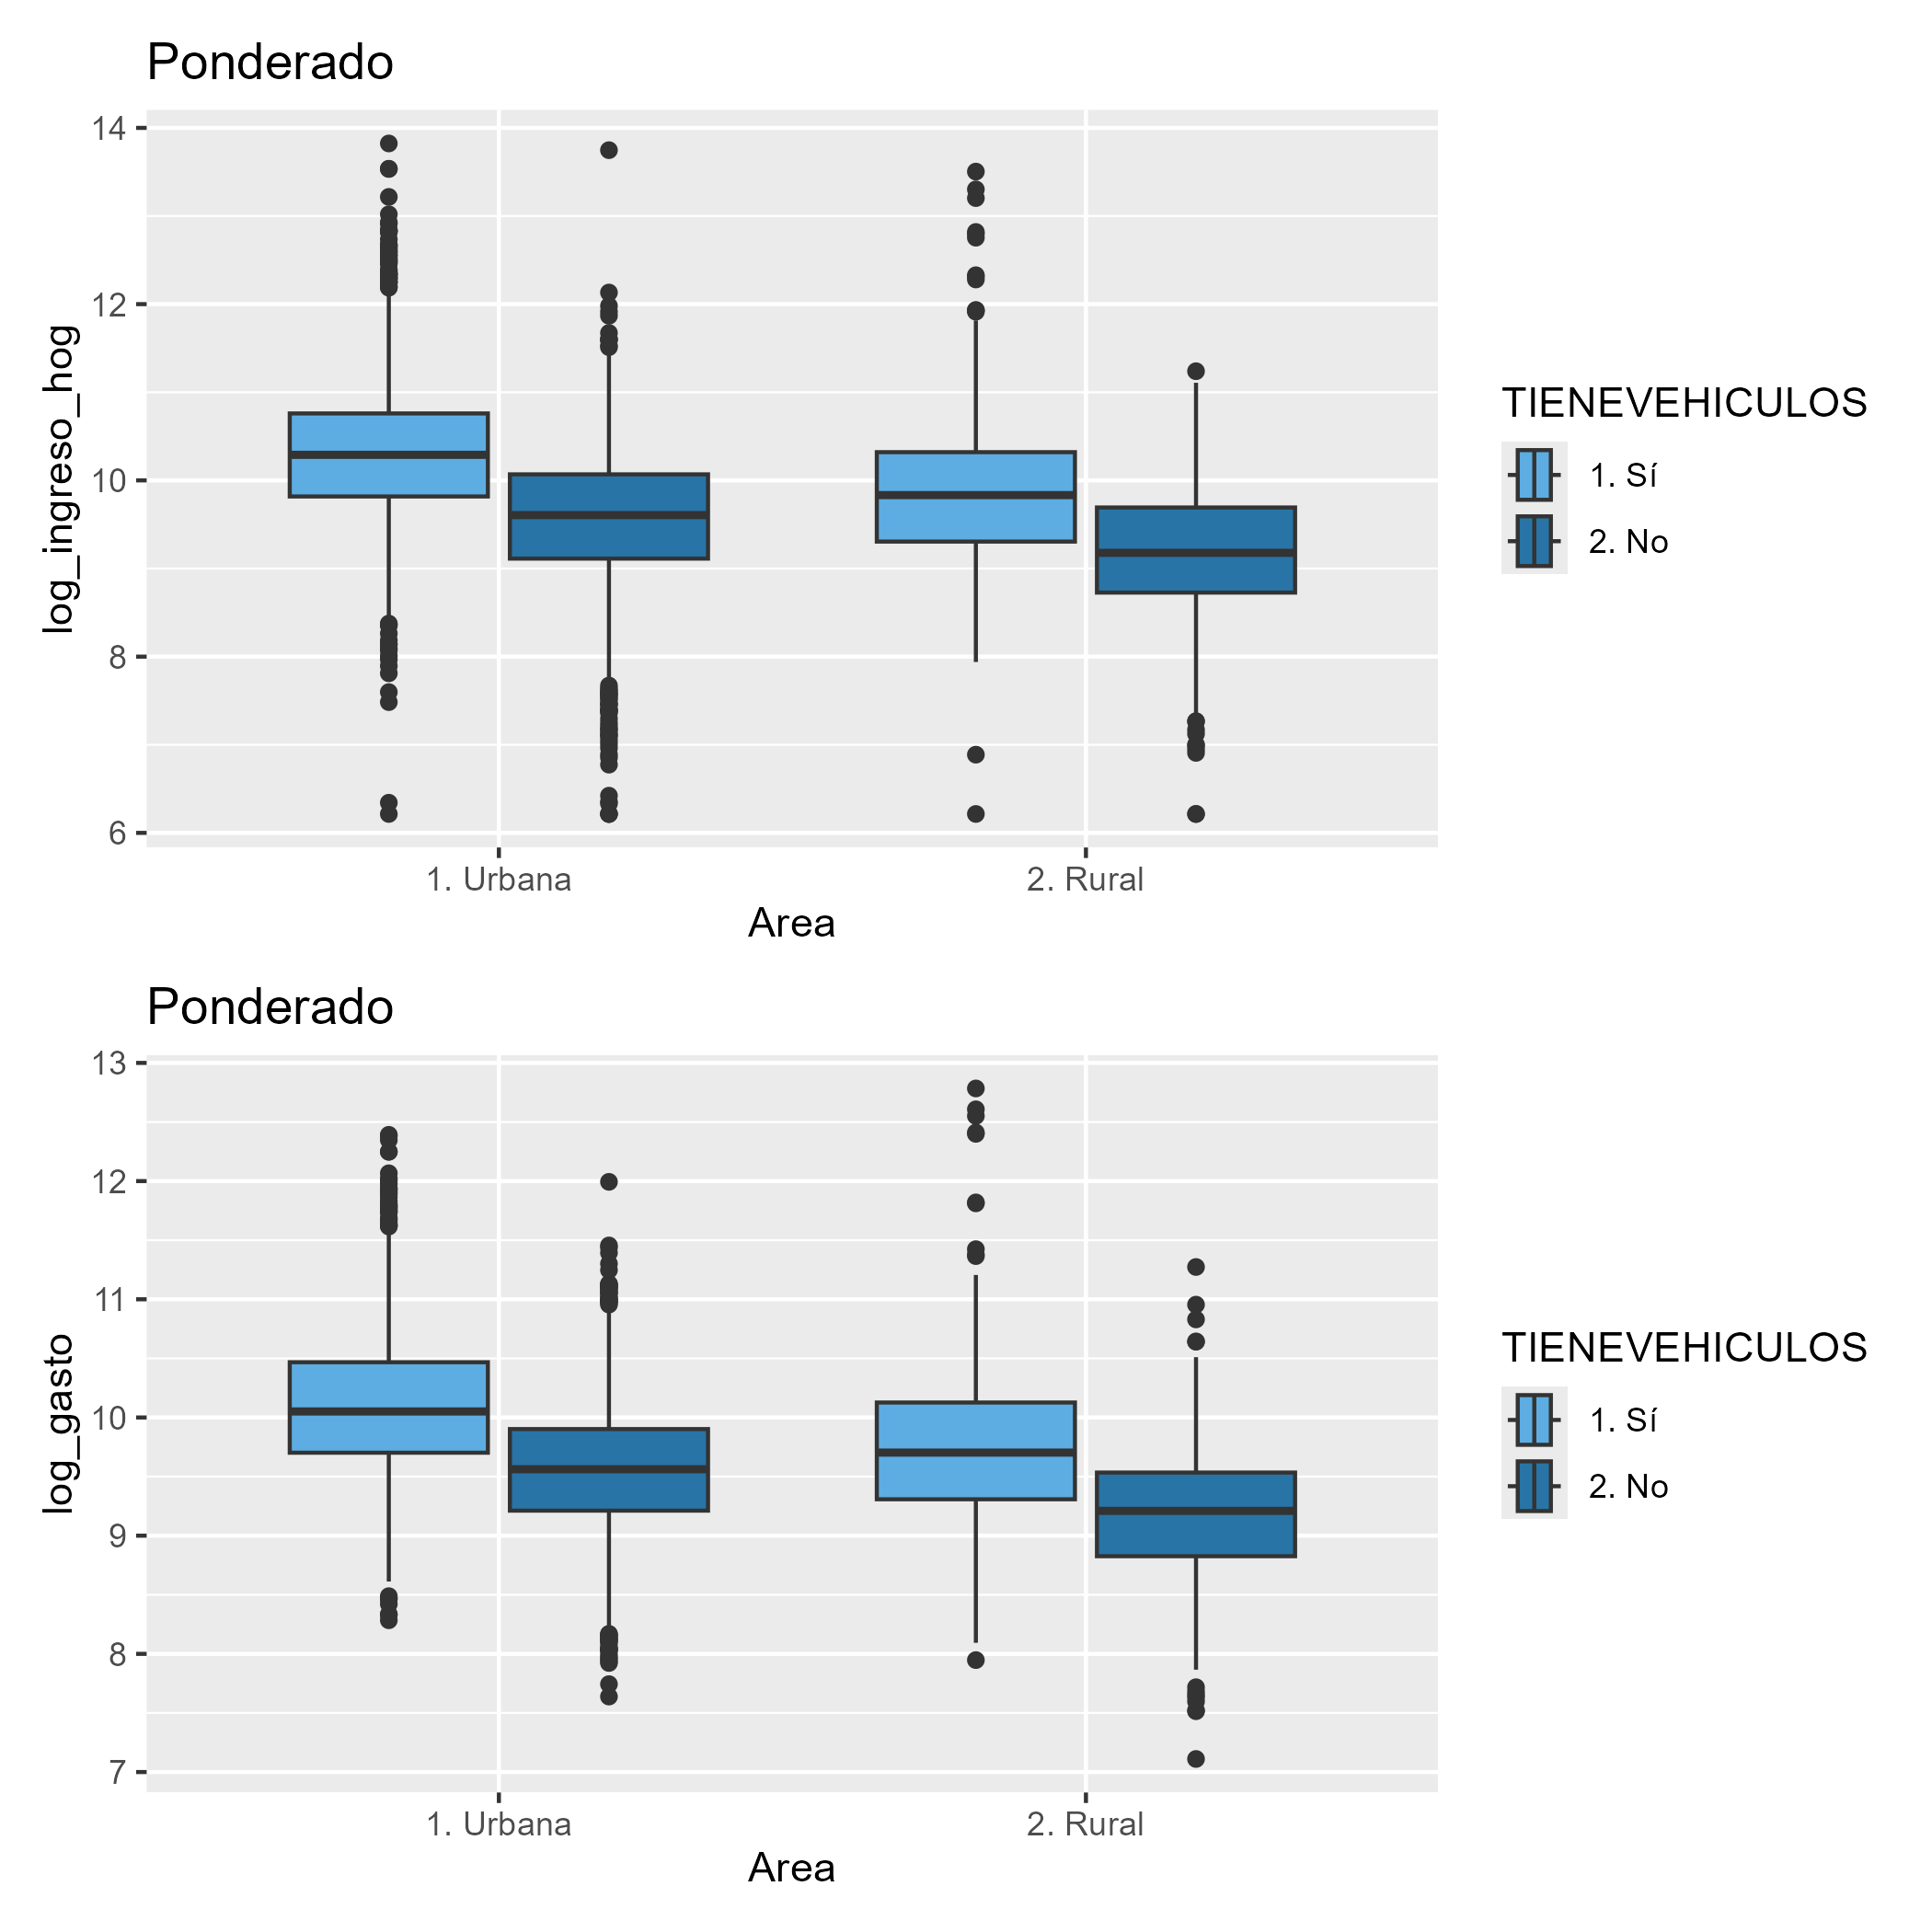 Ponderado
14
12
10
8
6
log_ingreso_hog
1. Urbana
2. Rural
Area
TIENEVEHICULOS
1. Sí
2. No
Ponderado
13
12
11
10
9
8
7
log_gasto
1. Urbana
2. Rural
Area
TIENEVEHICULOS
1. Sí
2. No